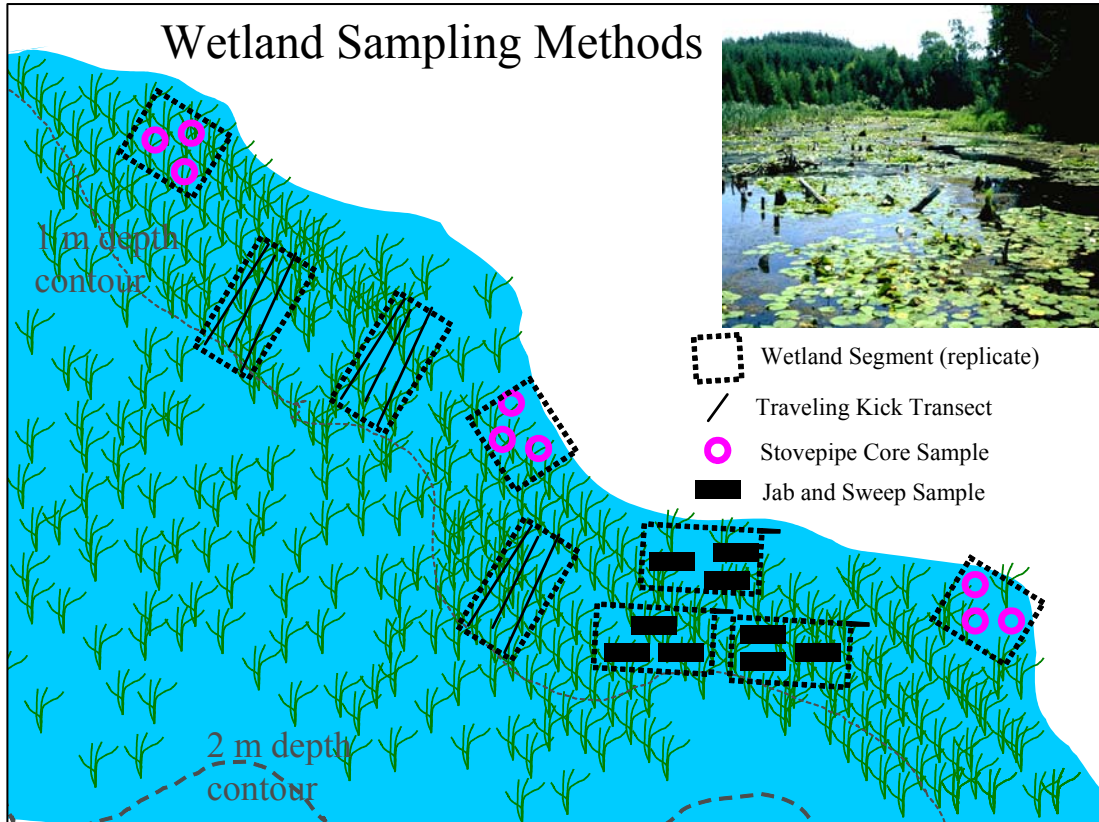 Wetland Sampling Methods
1 m depth
contour
Wetland Segment (replicate)
Traveling Kick Transect
Stovepipe Core Sample
Jab and Sweep Sample
2 m depth
contour